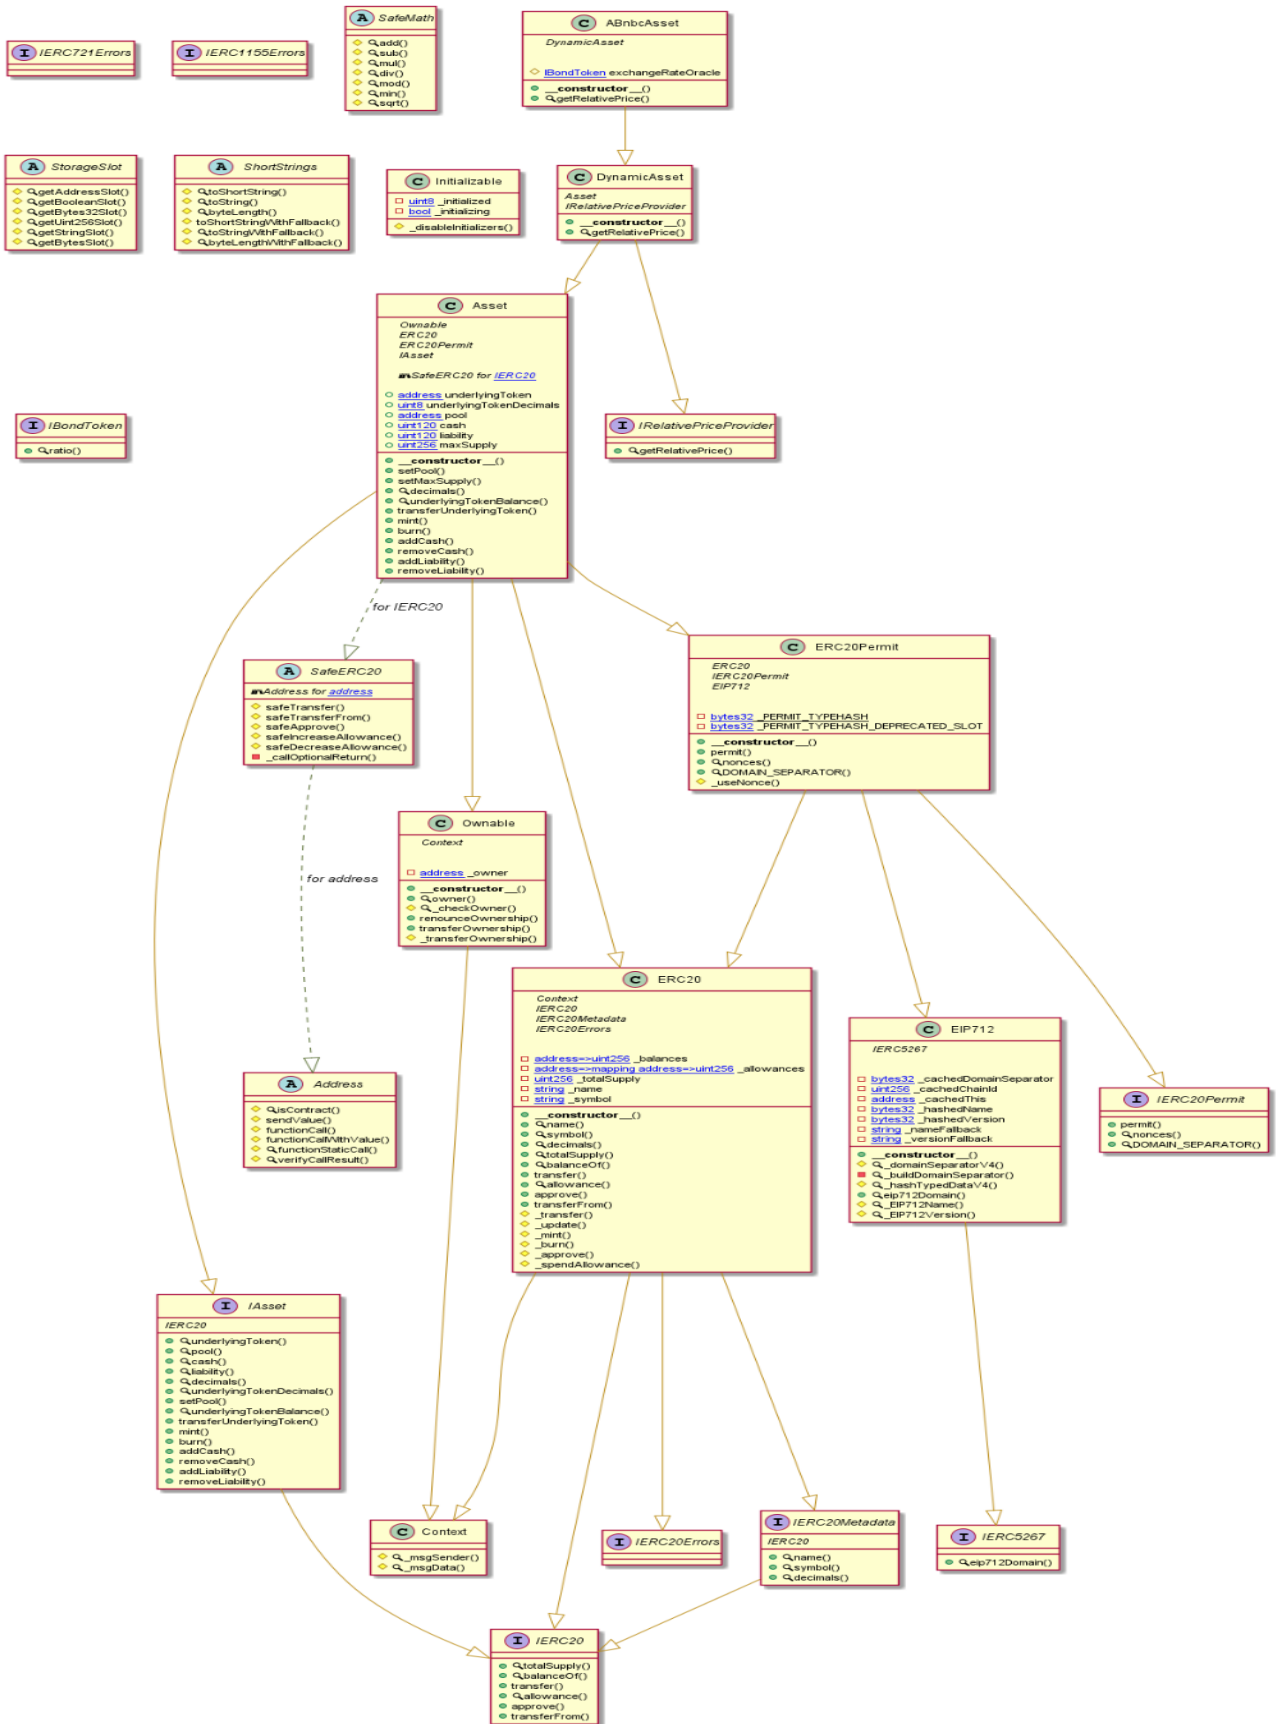 I IERC721Errors
I IERC1155Errors
A SafeMath
add()
sub()
mul()
div()
mod()
min()
sqrt()
C ABnbcAsset
DynamicAsset
IBondToken exchangeRateOracle
__constructor__()
getRelativePrice()
A StorageSlot
getAddressSlot()
getBooleanSlot()
getBytes32Slot()
getUint256Slot()
getStringSlot()
getBytesSlot()
A ShortStrings
toShortString()
toString()
byteLength()
toShortStringWithFallback()
toStringWithFallback()
byteLengthWithFallback()
C Initializable
uint8 _initialized
bool _initializing
_disableInitializers()
C DynamicAsset
Asset
IRelativePriceProvider
__constructor__()
getRelativePrice()
C Asset
Ownable
ERC20
ERC20Permit
IAsset
SafeERC20 for IERC20
address underlyingToken
uint8 underlyingTokenDecimals
address pool
uint120 cash
uint120 liability
uint256 maxSupply
__constructor__()
setPool()
setMaxSupply()
decimals()
underlyingTokenBalance()
transferUnderlyingToken()
mint()
burn()
addCash()
removeCash()
addLiability()
removeLiability()
I IBondToken
ratio()
I IRelativePriceProvider
getRelativePrice()
for IERC20
A SafeERC20
Address for address
safeTransfer()
safeTransferFrom()
safeApprove()
safeIncreaseAllowance()
safeDecreaseAllowance()
_callOptionalReturn()
C ERC20Permit
ERC20
IERC20Permit
EIP712
bytes32 _PERMIT_TYPEHASH
bytes32 _PERMIT_TYPEHASH_DEPRECATED_SLOT
__constructor__()
permit()
nonces()
DOMAIN_SEPARATOR()
_useNonce()
C Ownable
Context
address _owner
__constructor__()
owner()
_checkOwner()
renounceOwnership()
transferOwnership()
_transferOwnership()
for address
C ERC20
Context
IERC20
IERC20Metadata
IERC20Errors
address=>uint256 _balances
address=>mapping address=>uint256 _allowances
uint256 _totalSupply
string _name
string _symbol
__constructor__()
name()
symbol()
decimals()
totalSupply()
balanceOf()
transfer()
allowance()
approve()
transferFrom()
_transfer()
_update()
_mint()
_burn()
_approve()
_spendAllowance()
C EIP712
IERC5267
bytes32 _cachedDomainSeparator
uint256 _cachedChainId
address _cachedThis
bytes32 _hashedName
bytes32 _hashedVersion
string _nameFallback
string _versionFallback
__constructor__()
_domainSeparatorV4()
_buildDomainSeparator()
_hashTypedDataV4()
eip712Domain()
_EIP712Name()
_EIP712Version()
A Address
isContract()
sendValue()
functionCall()
functionCallWithValue()
functionStaticCall()
verifyCallResult()
I IERC20Permit
permit()
nonces()
DOMAIN_SEPARATOR()
I IAsset
IERC20
underlyingToken()
pool()
cash()
liability()
decimals()
underlyingTokenDecimals()
setPool()
underlyingTokenBalance()
transferUnderlyingToken()
mint()
burn()
addCash()
removeCash()
addLiability()
removeLiability()
C Context
_msgSender()
_msgData()
I IERC20Errors
I IERC20Metadata
IERC20
name()
symbol()
decimals()
I IERC5267
eip712Domain()
I IERC20
totalSupply()
balanceOf()
transfer()
allowance()
approve()
transferFrom()